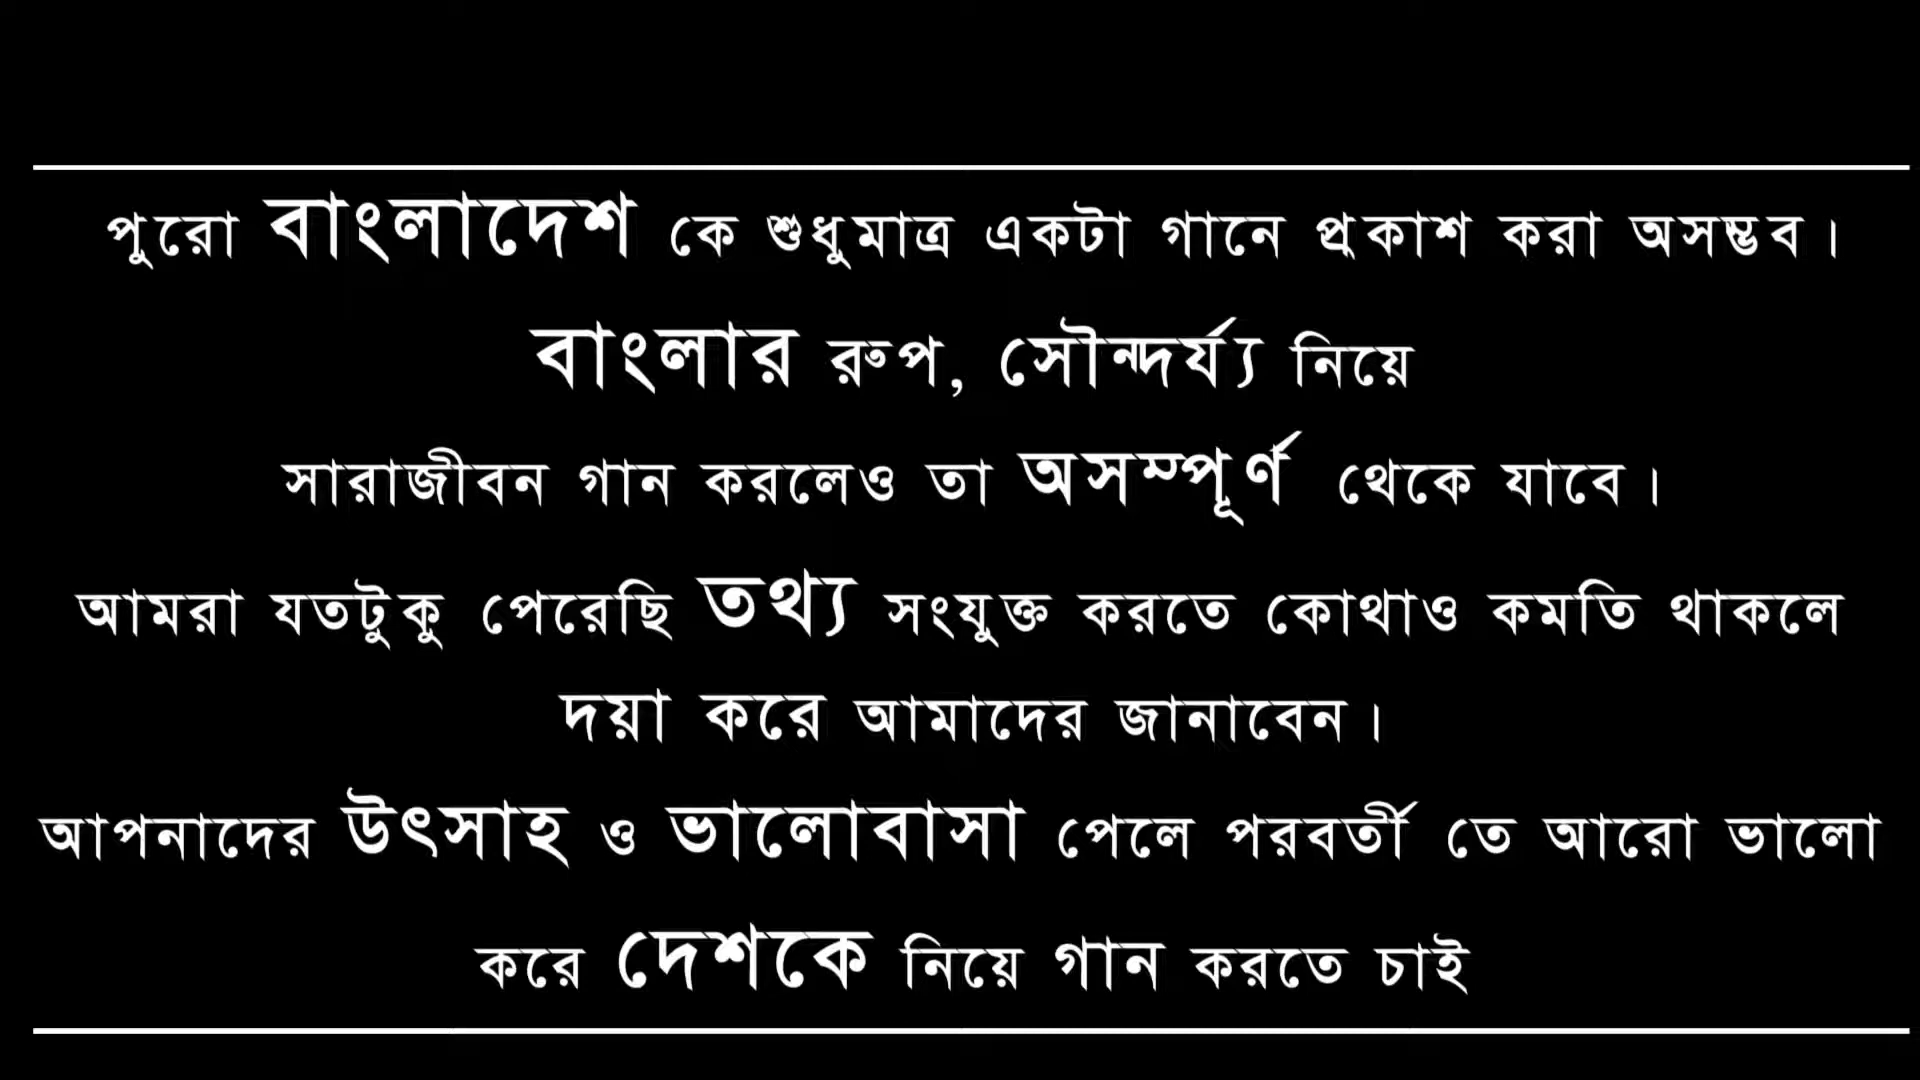 পুরো বাংলাদেশ কে শুধুমাত্র একটা গানে প্রকাশ করা অসম্ভব।
বাংলার রুপ, সৌন্দর্য্য নিয়ে
সারাজীবন গান করলেও তা অসম্পূর্ণ থেকে যাবে।
আমরা যতটুকু পেরেছি তথ্য সংযুক্ত করতে কোথাও কমতি থাকলে
দয়া করে আমাদের জানাবেন।
আপনাদের উৎসাহ ও ভালোবাসা পেলে পরবর্তী তে আরো ভালো
করে দেশকে নিয়ে গান করতে চাই